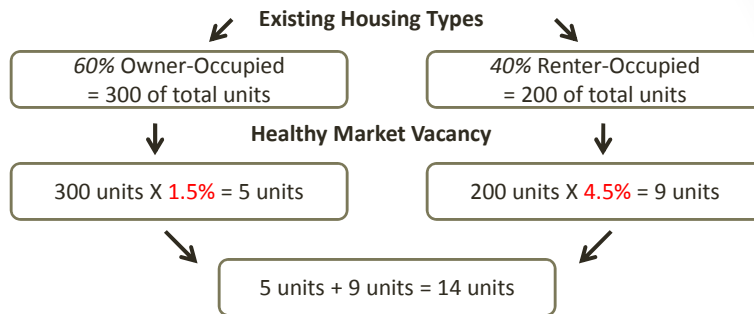 Existing Housing Types
60% Owner-Occupied
= 300 of total units
40% Renter-Occupied
= 200 of total units
Healthy Market Vacancy
300 units X 1.5% = 5 units
200 units X 4.5% = 9 units
5 units + 9 units = 14 units